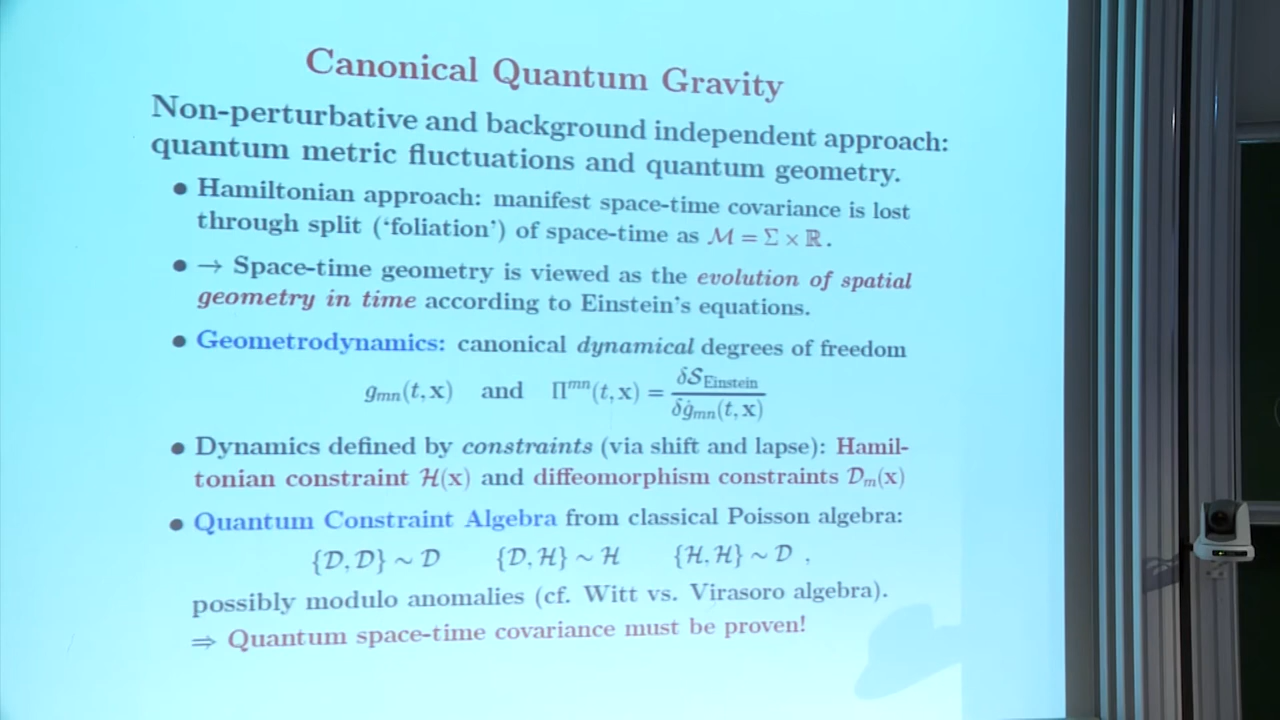 Canonical Quantum Gravity
Non-perturbative and background independent approach:
quantum metric fluctuations and quantum geometry.
• Hamiltonian approach: manifest space-time covariance is lost
through split (‘foliation’) of space-time as ℳ = Σ × ℝ.
• → Space-time geometry is viewed as the evolution of spatial
geometry in time according to Einstein's equations.
• Geometrodynamics: canonical dynamical degrees of freedom
gₘₙ(t, x) and Πᵐⁿ(t, x) = δS_Einstein / δġₘₙ(t, x)
• Dynamics defined by constraints (via shift and lapse): Hamil-
tonian constraint ℋ(x) and diffeomorphism constraints 𝒟ₘ(x)
• Quantum Constraint Algebra from classical Poisson algebra:
{𝒟, 𝒟} ~ 𝒟 {𝒟, ℋ} ~ ℋ {ℋ, ℋ} ~ 𝒟 ,
possibly modulo anomalies (cf. Witt vs. Virasoro algebra).
⇒ Quantum space-time covariance must be proven!